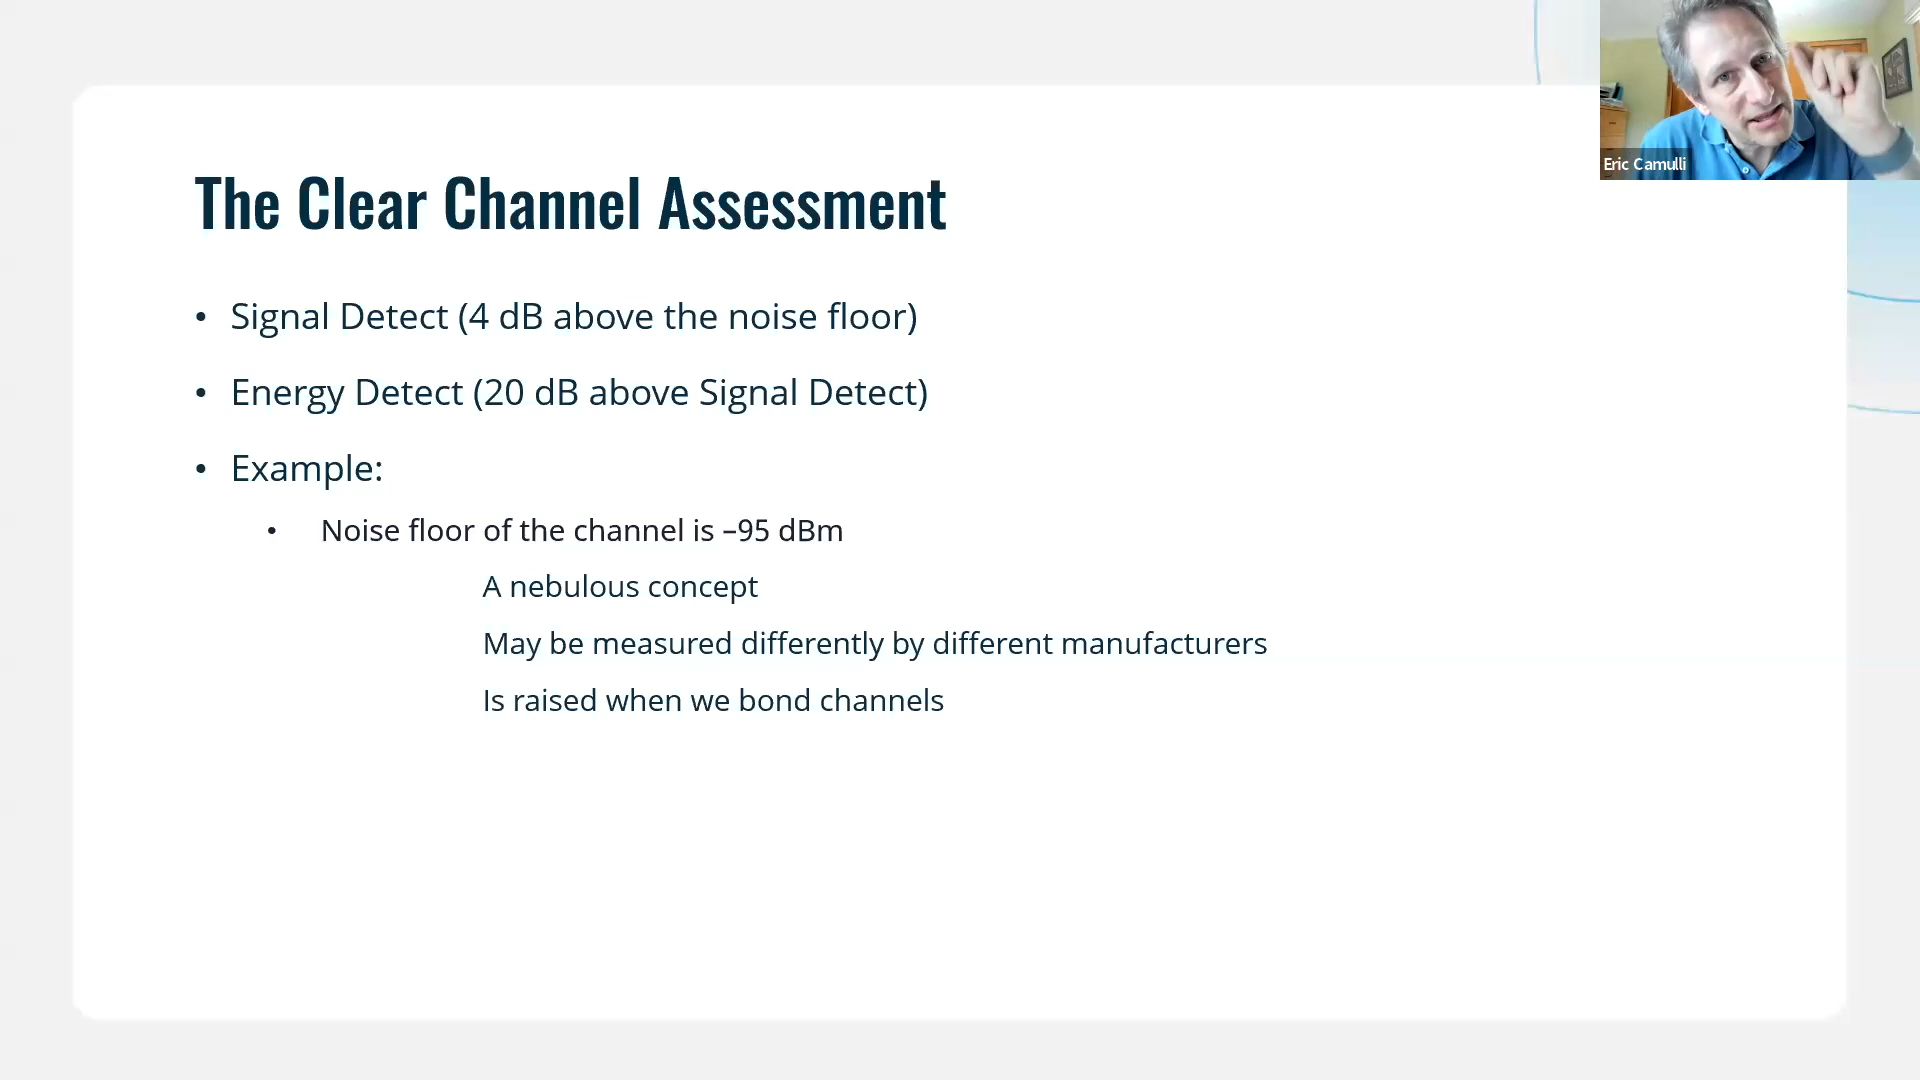 The Clear Channel Assessment
• Signal Detect (4 dB above the noise floor)
• Energy Detect (20 dB above Signal Detect)
• Example:
• Noise floor of the channel is –95 dBm
A nebulous concept
May be measured differently by different manufacturers
Is raised when we bond channels
Eric Camulli